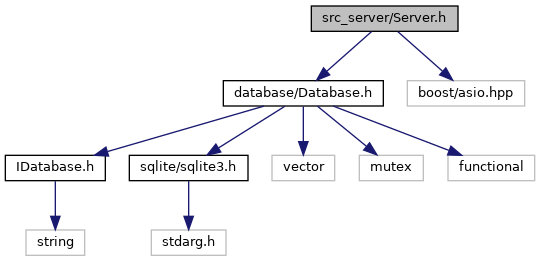 src_server/Server.h
database/Database.h
boost/asio.hpp
IDatabase.h
sqlite/sqlite3.h
vector
mutex
functional
string
stdarg.h